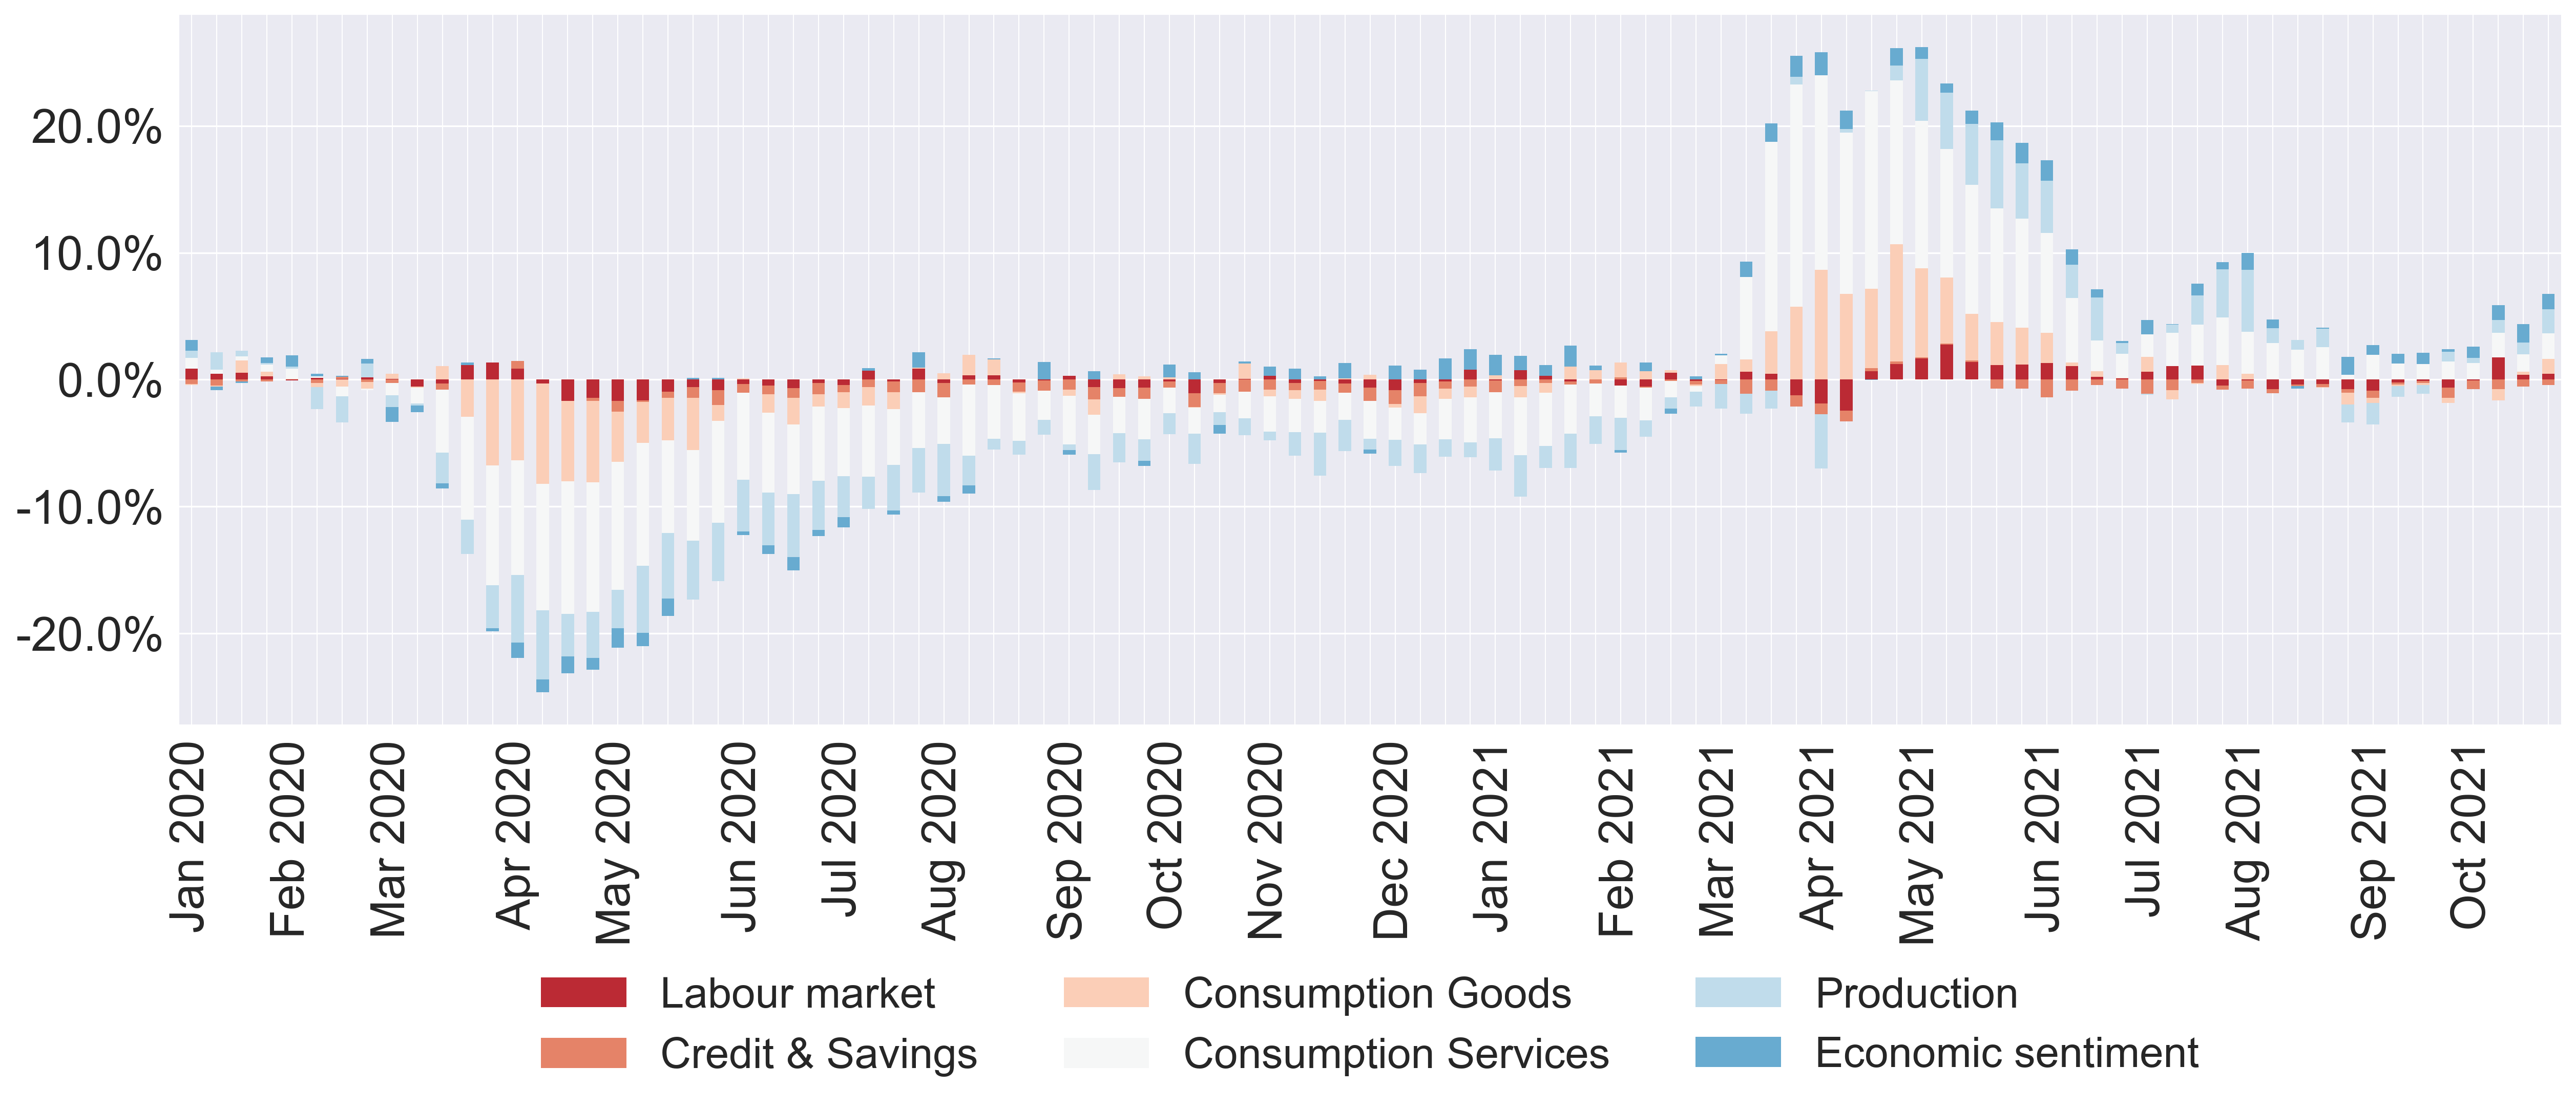 20.0%
10.0%
0.0%
-10.0%
-20.0%
Jan 2020
Feb 2020
Mar 2020
Apr 2020
May 2020
Jun 2020
Jul 2020
Aug 2020
Sep 2020
Oct 2020
Nov 2020
Dec 2020
Jan 2021
Feb 2021
Mar 2021
Apr 2021
May 2021
Jun 2021
Jul 2021
Aug 2021
Sep 2021
Oct 2021
Labour market
Consumption Goods
Production
Credit & Savings
Consumption Services
Economic sentiment